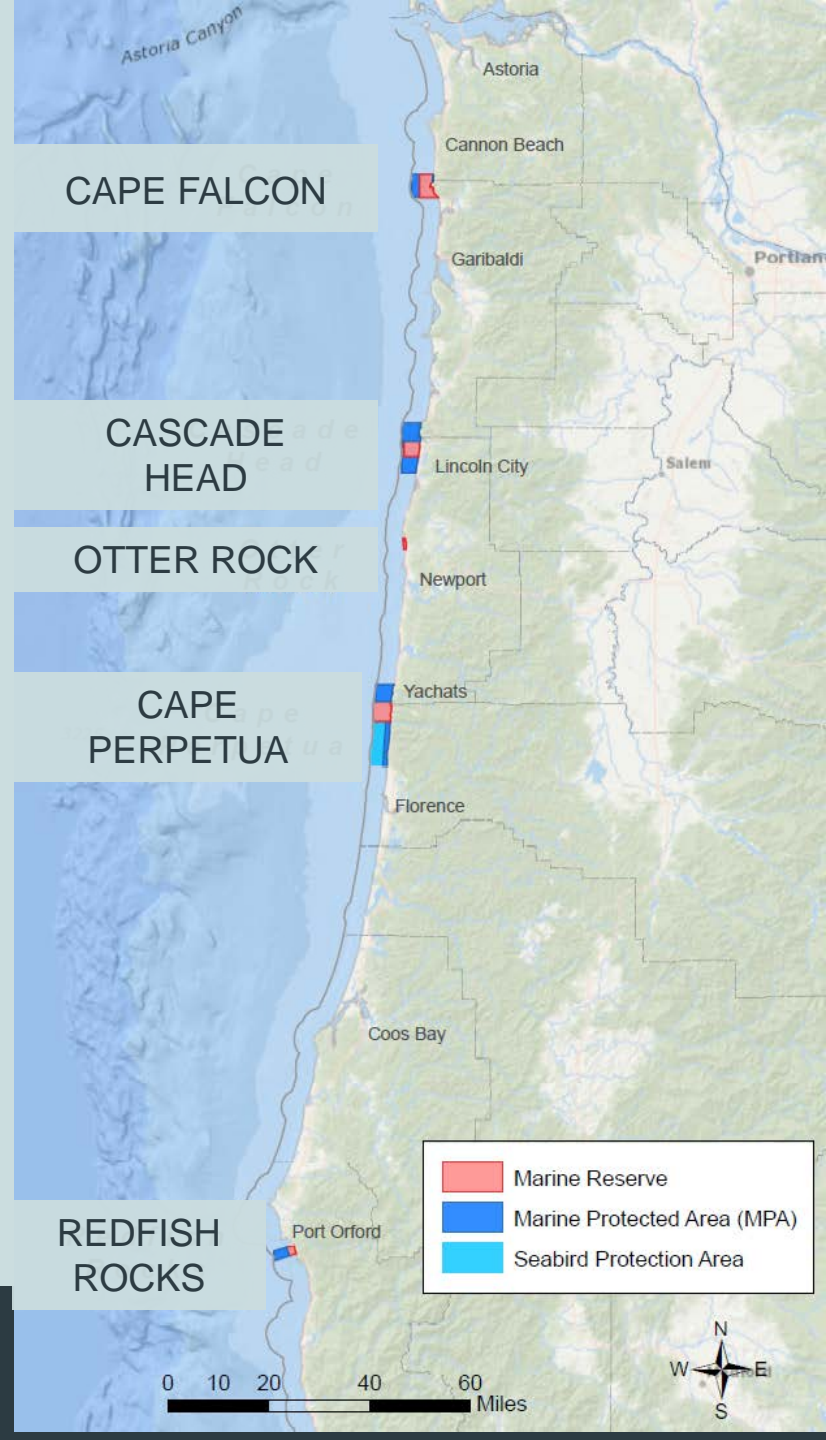 Astoria Canyon
Astoria
Cannon Beach
CAPE FALCON
Garibaldi
Portlan
CASCADE
HEAD
Lincoln City
Salem
OTTER ROCK
Newport
CAPE
PERPETUA
Yachats
Florence
Coos Bay
REDFISH
ROCKS
Port Orford
Marine Reserve
Marine Protected Area (MPA)
Seabird Protection Area
N
W E
S
0 10 20 40 60
Miles